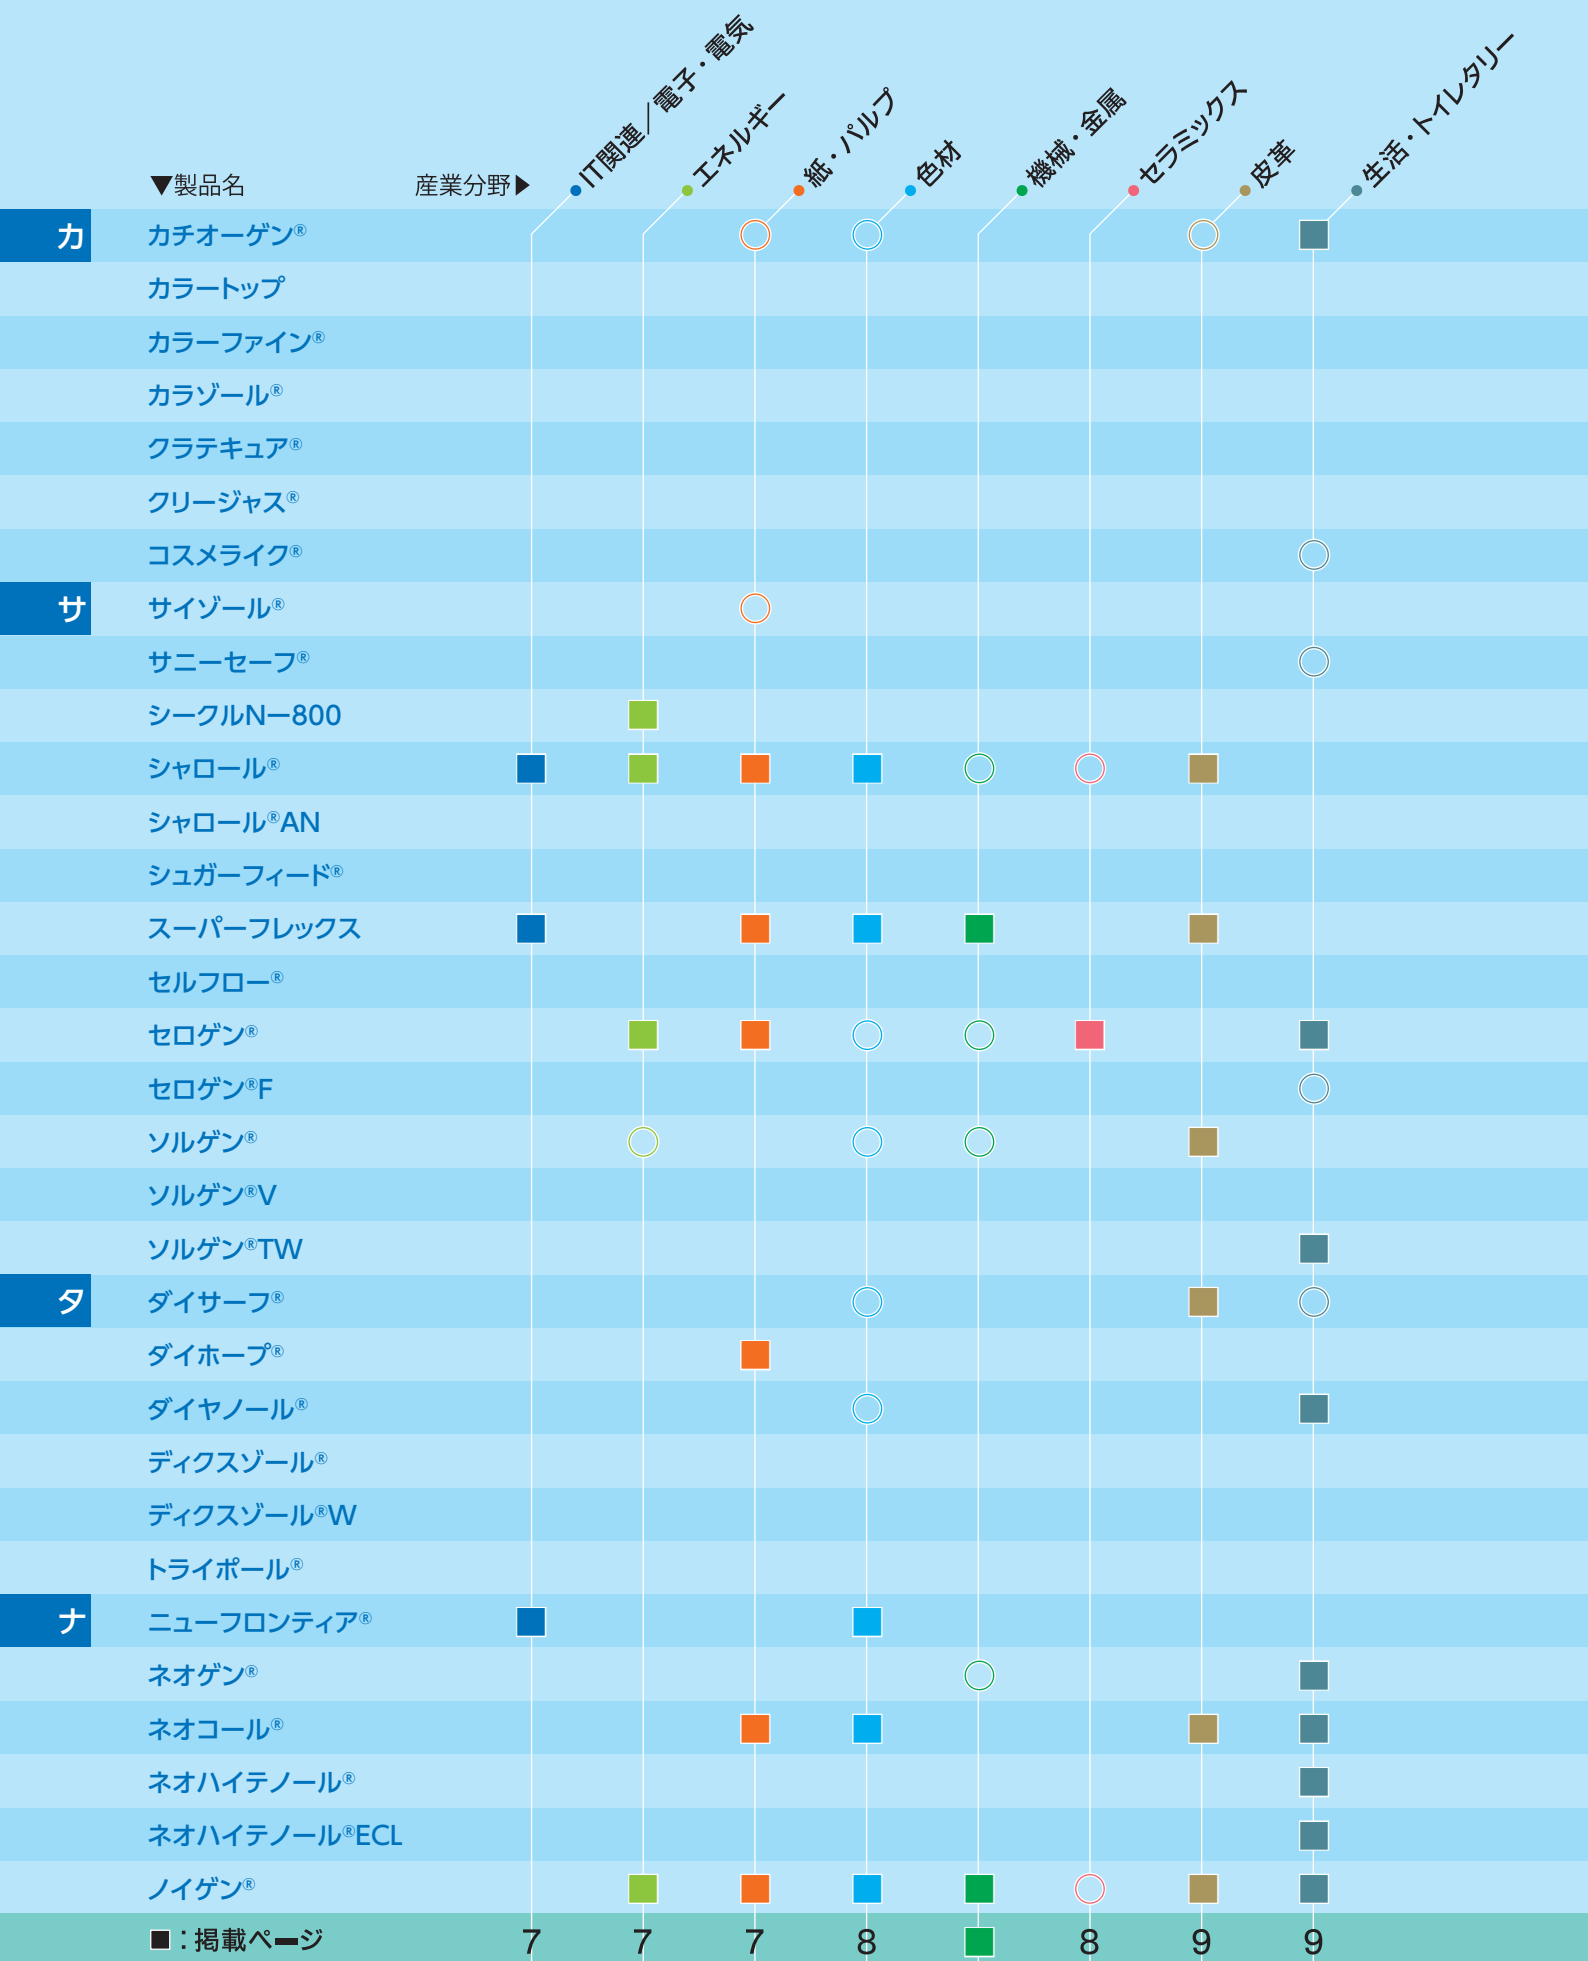 IT関連／電子・電気
エネルギー
紙・パルプ
色材
機械・金属
セラミックス
皮革
生活・トイレタリー
▼製品名 産業分野▶
カ カチオーゲン®
カラートップ
カラーファイン®
カラゾール®
クラテキュア®
クリージャス®
コスメライク®
サ サイゾール®
サニーセーフ®
シークルNー800
シャロール®
シャロール®AN
シュガーフィード®
スーパーフレックス
セルフロー®
セロゲン®
セロゲン®F
ソルゲン®
ソルゲン®V
ソルゲン®TW
タ ダイサーフ®
ダイホープ®
ダイヤノール®
ディクスゾール®
ディクスゾール®W
トライポール®
ナ ニューフロンティア®
ネオゲン®
ネオコール®
ネオハイテノール®
ネオハイテノール®ECL
ノイゲン®
■：掲載ページ 7 7 7 8 8 9 9